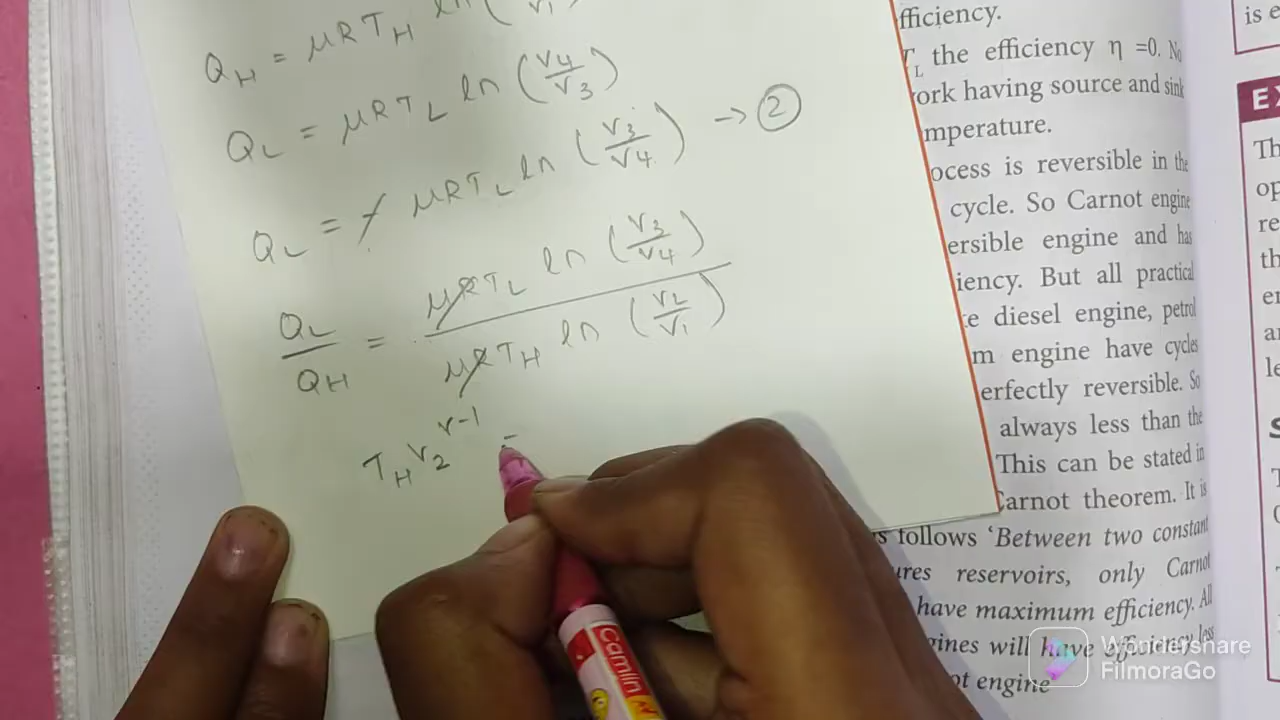 Q_H = μRT_H ln (V₁
Q_L = μRT_L ln (V₄/V₃)
Q_L = - μRT_L ln (V₃/V₄) → ②
Q_L/Q_H = μRT_L ln (V₃/V₄) / μRT_H ln (V₂/V₁)
T_H V₂^γ-1 =
fficiency.
T_L the efficiency η =0. No
ork having source and sink
mperature.
ocess is reversible in the
cycle. So Carnot engine
ersible engine and has
iency. But all practical
e diesel engine, petrol
m engine have cycles
erfectly reversible. So
always less than the
This can be stated in
Carnot theorem. It is
s follows 'Between two constant
ures reservoirs, only Carnot
have maximum efficiency. All
gines will have efficiency less
ot engine
is e
EX
Th
op
re
th
er
ar
le
S
Camlin
Wondershare
FilmoraGo